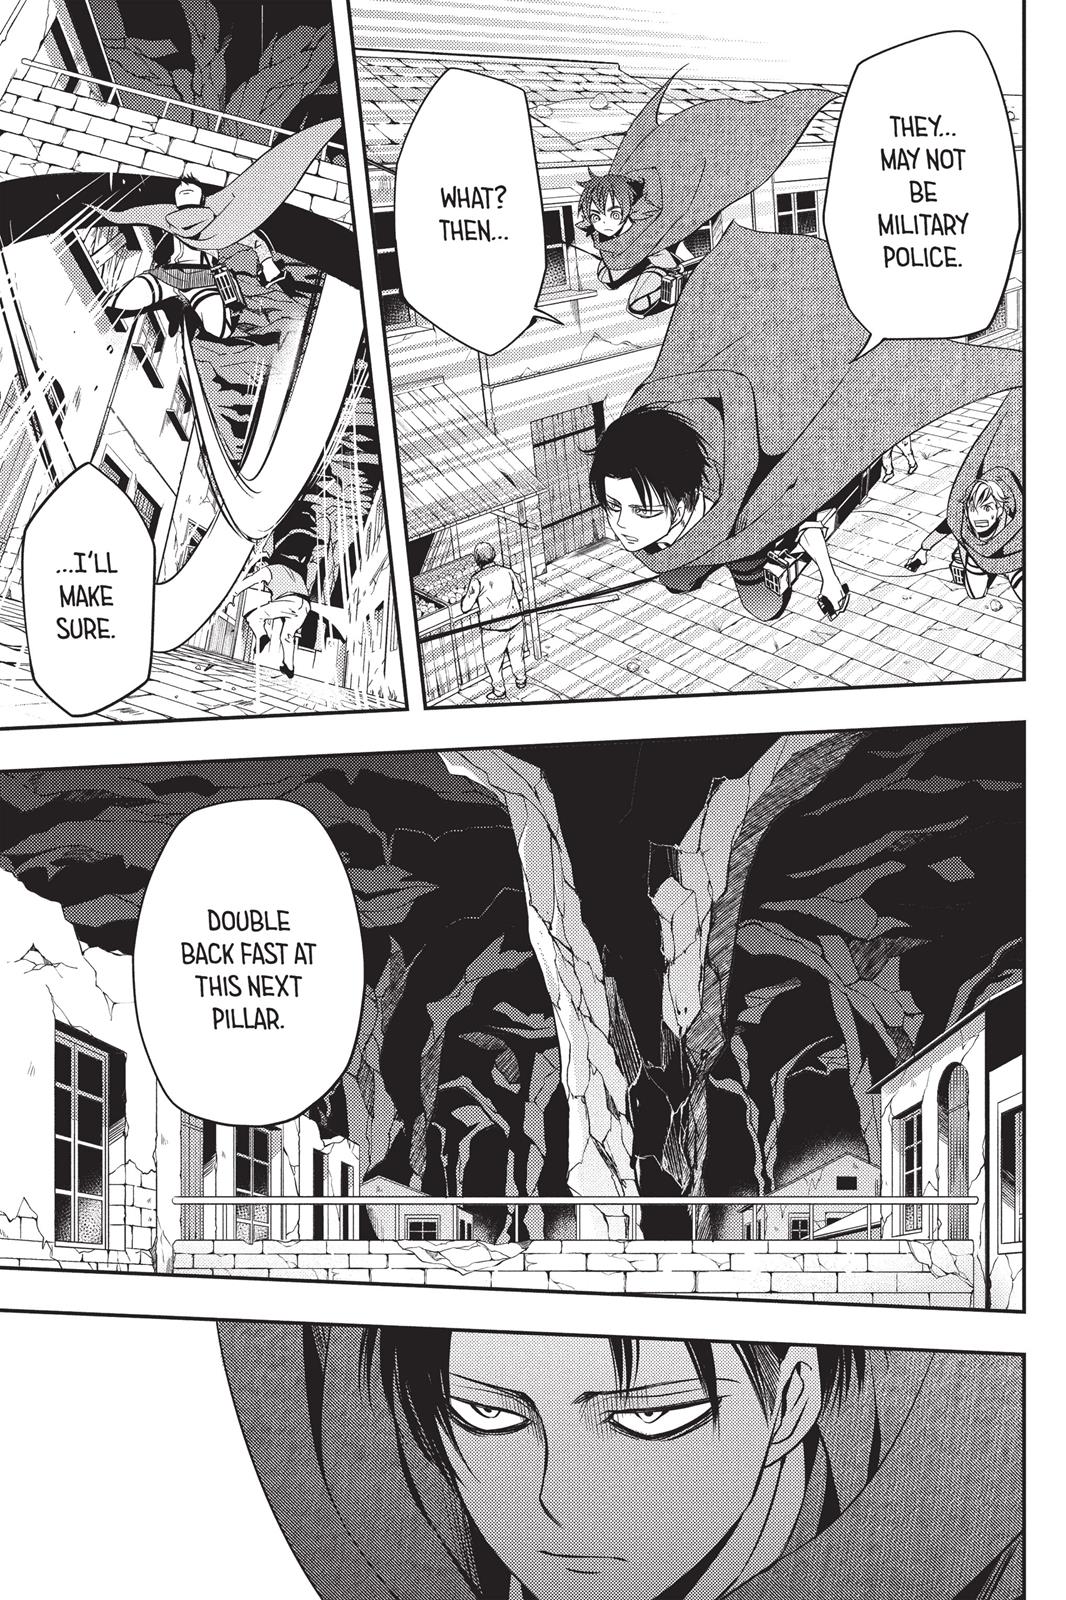 THEY...
MAY NOT
BE
MILITARY
POLICE.
WHAT?
THEN...
...I'LL
MAKE
SURE.
DOUBLE
BACK FAST AT
THIS NEXT
PILLAR.